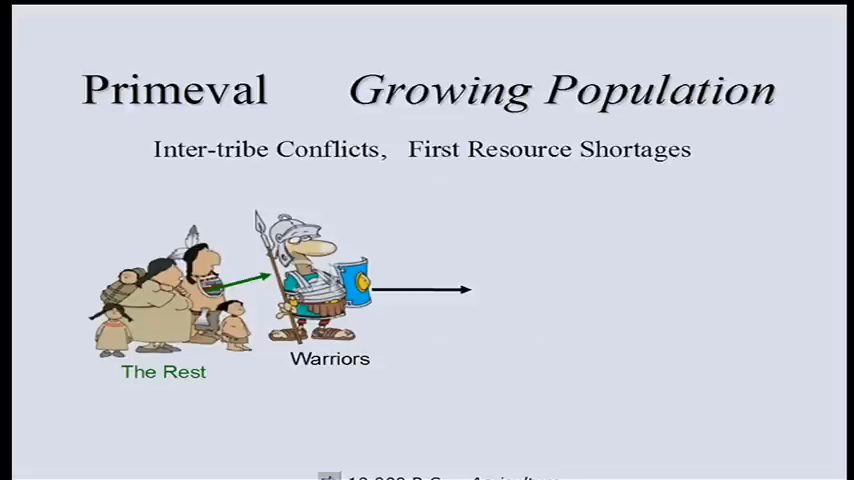 Primeval Growing Population
Inter-tribe Conflicts, First Resource Shortages
The Rest
Warriors